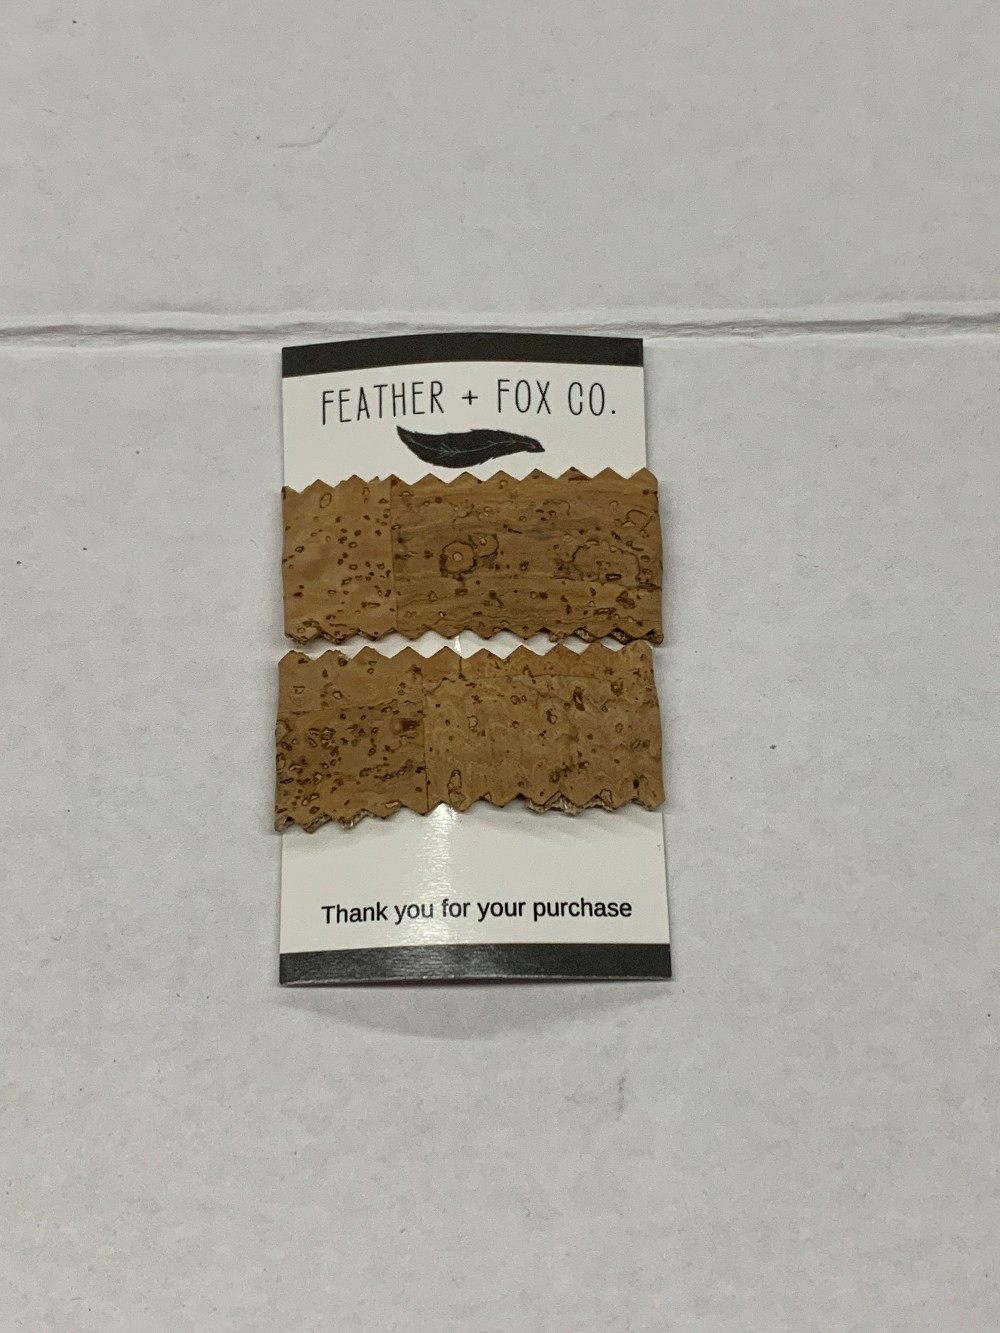 FEATHER + FOX CO.
Thank you for your purchase